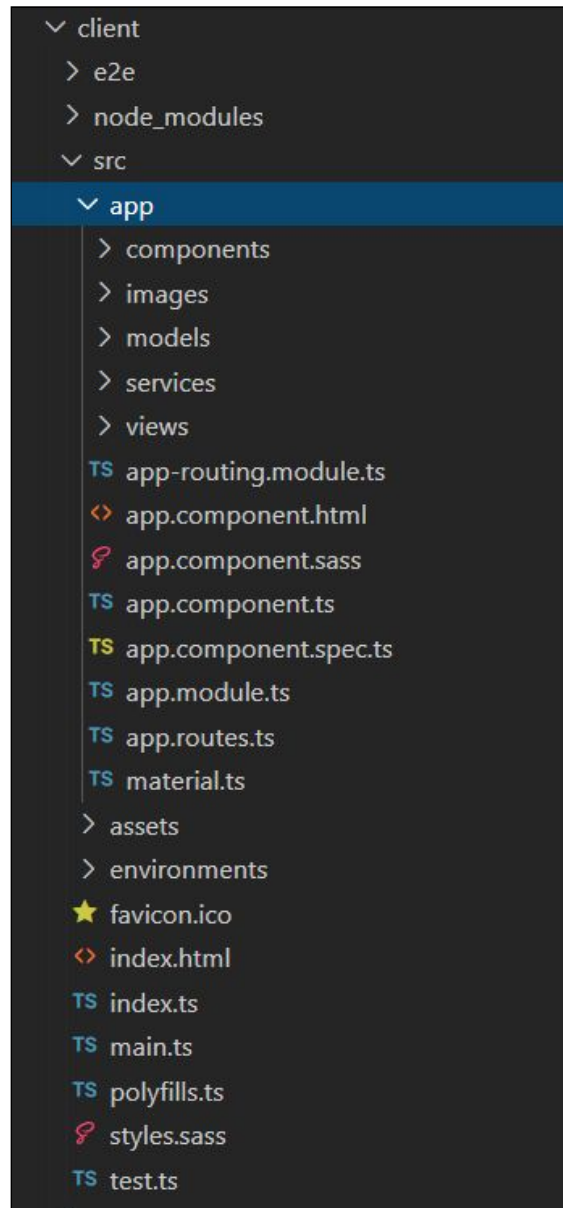 client
e2e
node_modules
src
app
components
images
models
services
views
TS app-routing.module.ts
<> app.component.html
app.component.sass
TS app.component.ts
TS app.component.spec.ts
TS app.module.ts
TS app.routes.ts
TS material.ts
assets
environments
favicon.ico
<> index.html
TS index.ts
TS main.ts
TS polyfills.ts
styles.sass
TS test.ts